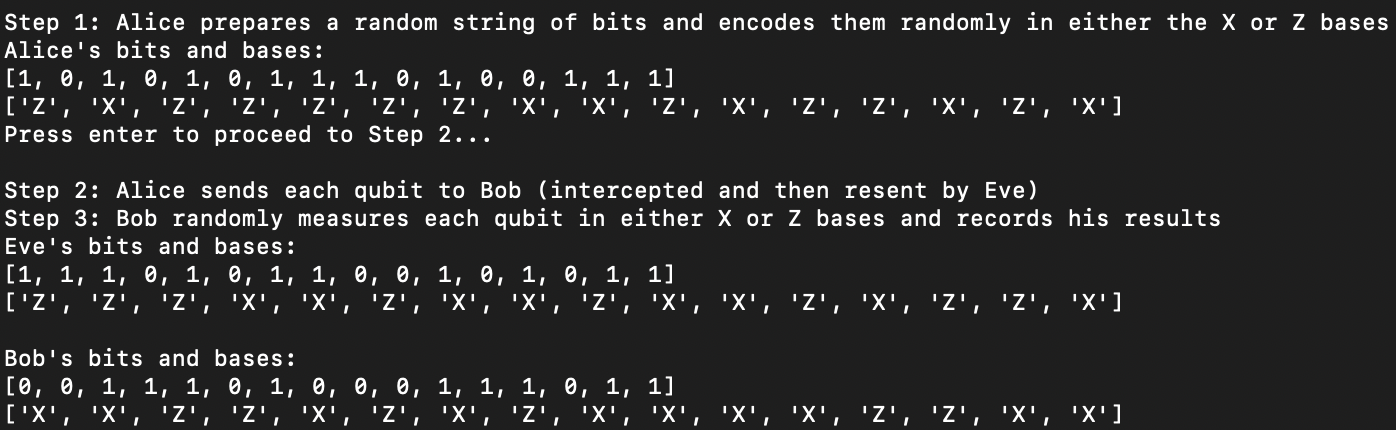 Step 1: Alice prepares a random string of bits and encodes them randomly in either the X or Z bases
Alice's bits and bases:
[1, 0, 1, 0, 1, 0, 1, 1, 1, 0, 1, 0, 0, 1, 1, 1]
['Z', 'X', 'Z', 'Z', 'Z', 'Z', 'Z', 'X', 'X', 'Z', 'X', 'Z', 'Z', 'X', 'Z', 'X']
Press enter to proceed to Step 2...
Step 2: Alice sends each qubit to Bob (intercepted and then resent by Eve)
Step 3: Bob randomly measures each qubit in either X or Z bases and records his results
Eve's bits and bases:
[1, 1, 1, 0, 1, 0, 1, 1, 0, 0, 1, 0, 1, 0, 1, 1]
['Z', 'Z', 'Z', 'X', 'X', 'Z', 'X', 'X', 'Z', 'X', 'X', 'Z', 'X', 'Z', 'Z', 'X']
Bob's bits and bases:
[0, 0, 1, 1, 1, 0, 1, 0, 0, 0, 1, 1, 1, 0, 1, 1]
['X', 'X', 'Z', 'Z', 'X', 'Z', 'X', 'Z', 'X', 'X', 'X', 'X', 'Z', 'Z', 'X', 'X']